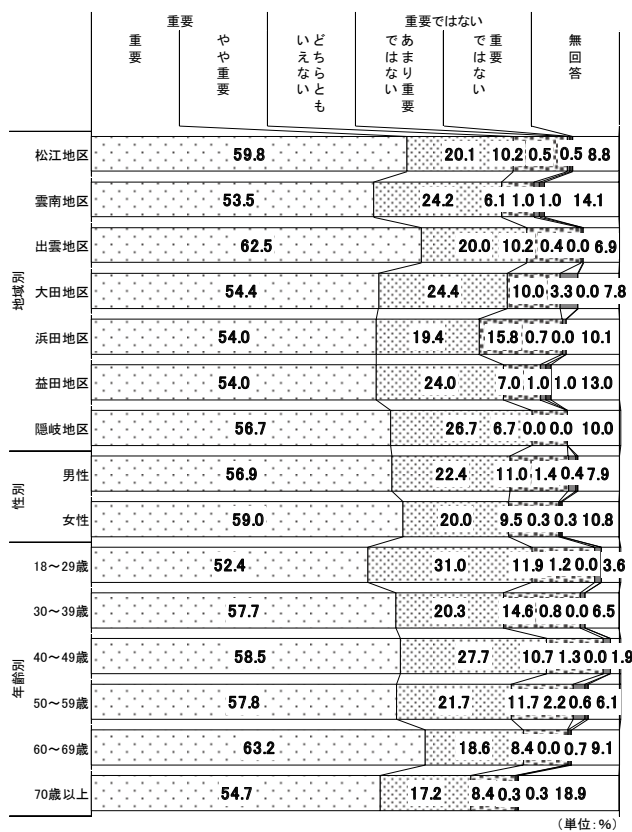 重要
重要ではない
重要
やや重要
どちらとも
いえない
あまり重要
ではない
重要
ではない
無回答
地域別
松江地区 59.8 20.1 10.2 0.5 0.5 8.8
雲南地区 53.5 24.2 6.1 1.0 1.0 14.1
出雲地区 62.5 20.0 10.2 0.4 0.0 6.9
大田地区 54.4 24.4 10.0 3.3 0.0 7.8
浜田地区 54.0 19.4 15.8 0.7 0.0 10.1
益田地区 54.0 24.0 7.0 1.0 1.0 13.0
隠岐地区 56.7 26.7 6.7 0.0 0.0 10.0
性別
男性 56.9 22.4 11.0 1.4 0.4 7.9
女性 59.0 20.0 9.5 0.3 0.3 10.8
年齢別
18～29歳 52.4 31.0 11.9 1.2 0.0 3.6
30～39歳 57.7 20.3 14.6 0.8 0.0 6.5
40～49歳 58.5 27.7 10.7 1.3 0.0 1.9
50～59歳 57.8 21.7 11.7 2.2 0.6 6.1
60～69歳 63.2 18.6 8.4 0.0 0.7 9.1
70歳以上 54.7 17.2 8.4 0.3 0.3 18.9
（単位：％）